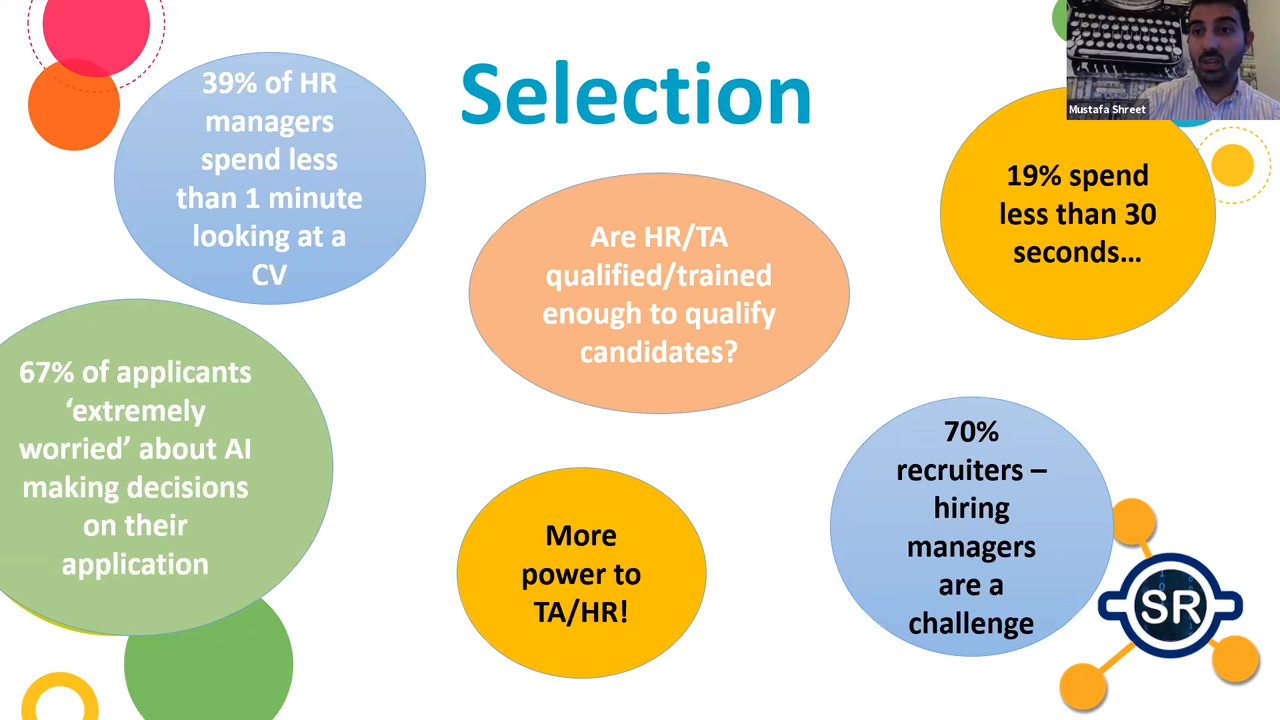 Selection
39% of HR
managers
spend less
than 1 minute
looking at a
CV
Are HR/TA
qualified/trained
enough to qualify
candidates?
Mustafa Shreet
19% spend
less than 30
seconds...
67% of applicants
‘extremely
worried’ about AI
making decisions
on their
application
More
power to
TA/HR!
70%
recruiters –
hiring
managers
are a
challenge
SR